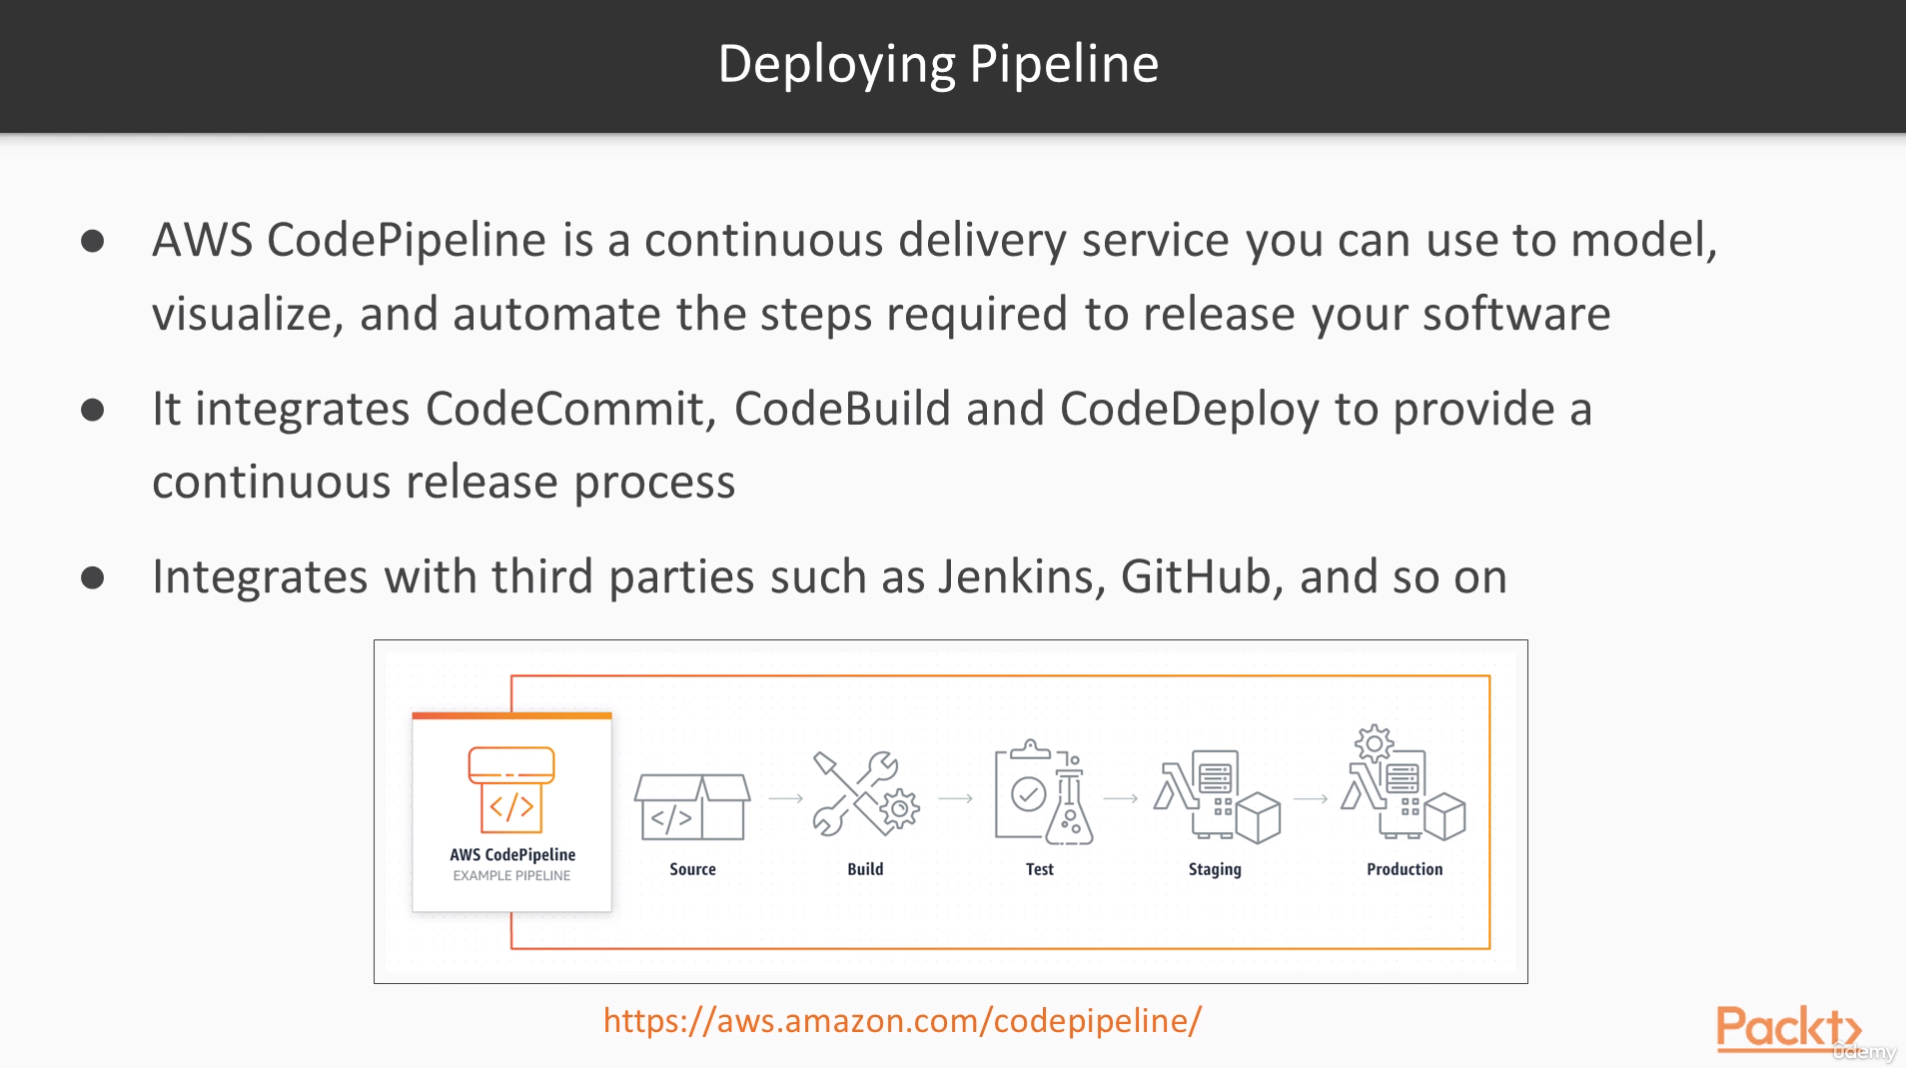 Deploying Pipeline
● AWS CodePipeline is a continuous delivery service you can use to model,
visualize, and automate the steps required to release your software
● It integrates CodeCommit, CodeBuild and CodeDeploy to provide a
continuous release process
● Integrates with third parties such as Jenkins, GitHub, and so on
</>
AWS CodePipeline
EXAMPLE PIPELINE
</>
Source
Build
Test
Staging
Production
https://aws.amazon.com/codepipeline/
Packt>
ûdemy